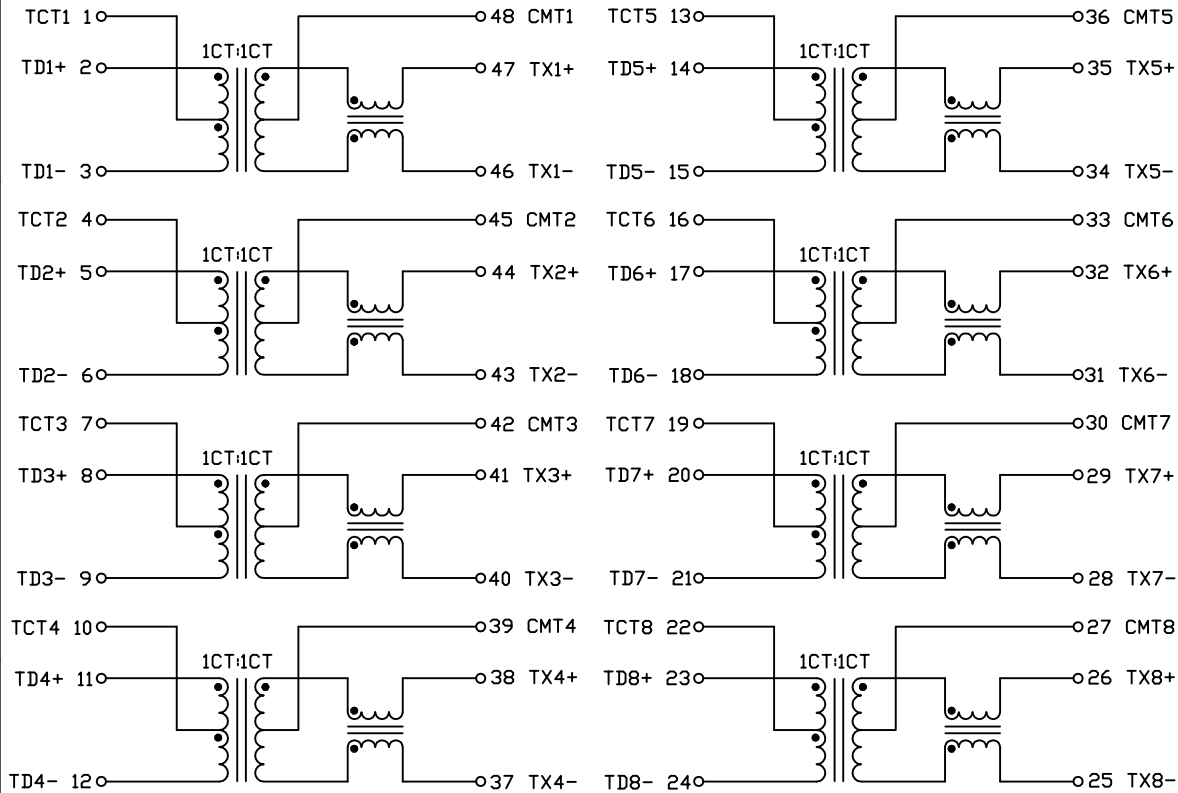 TCT1 1 48 CMT1
1CT:1CT
TD1+ 2 47 TX1+
TD1- 3 46 TX1-
TCT2 4 45 CMT2
1CT:1CT
TD2+ 5 44 TX2+
TD2- 6 43 TX2-
TCT3 7 42 CMT3
1CT:1CT
TD3+ 8 41 TX3+
TD3- 9 40 TX3-
TCT4 10 39 CMT4
1CT:1CT
TD4+ 11 38 TX4+
TD4- 12 37 TX4-
TCT5 13 36 CMT5
1CT:1CT
TD5+ 14 35 TX5+
TD5- 15 34 TX5-
TCT6 16 33 CMT6
1CT:1CT
TD6+ 17 32 TX6+
TD6- 18 31 TX6-
TCT7 19 30 CMT7
1CT:1CT
TD7+ 20 29 TX7+
TD7- 21 28 TX7-
TCT8 22 27 CMT8
1CT:1CT
TD8+ 23 26 TX8+
TD8- 24 25 TX8-